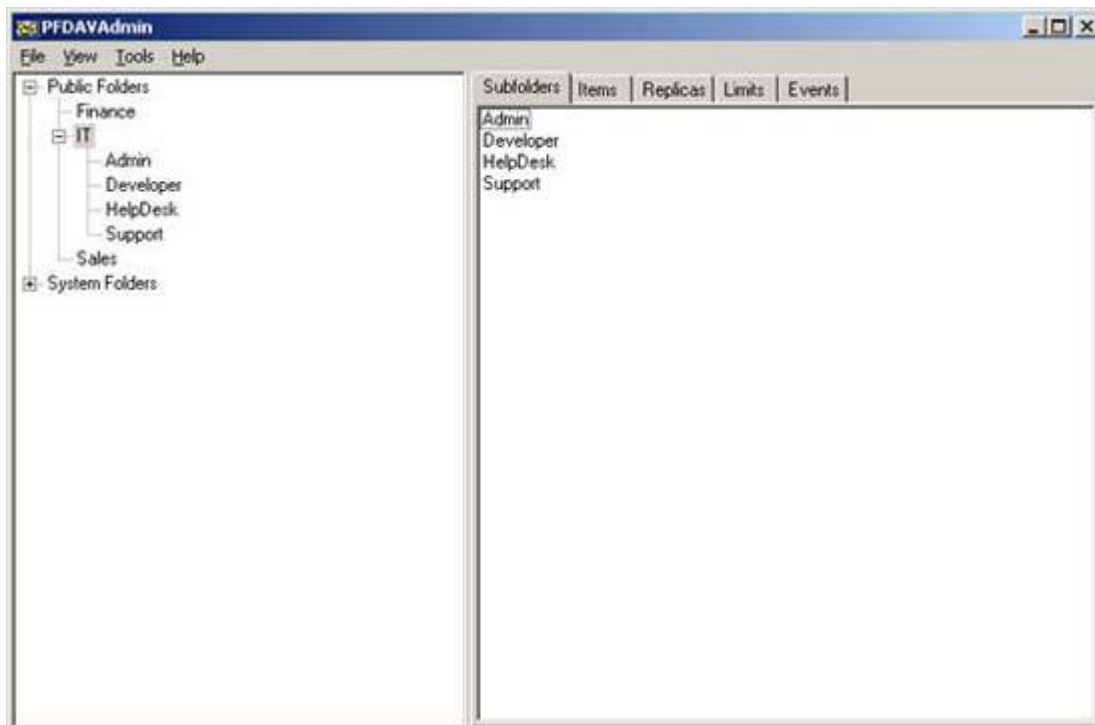 PFDAVAdmin
File View Tools Help
Public Folders
Finance
IT
Admin
Developer
HelpDesk
Support
Sales
System Folders
Subfolders Items Replicas Limits Events
Admin
Developer
HelpDesk
Support